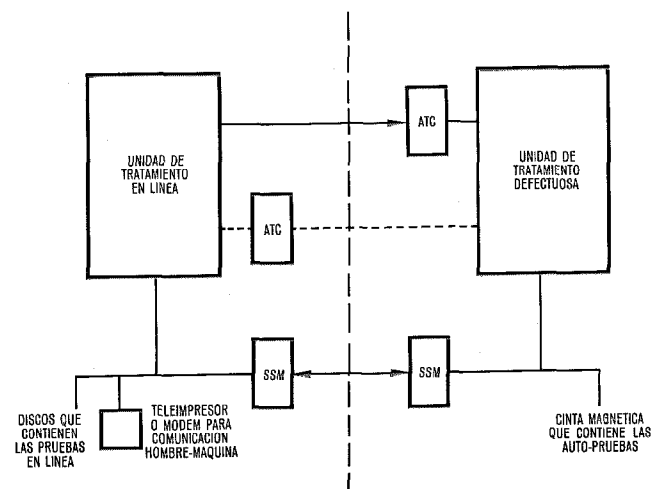 UNIDAD DE
TRATAMIENTO
EN LINEA
ATC
UNIDAD DE
TRATAMIENTO
DEFECTUOSA
ATC
SSM
SSM
DISCOS QUE
CONTIENEN
LAS PRUEBAS
EN LINEA
TELEIMPRESOR
O MODEM PARA
COMUNICACION
HOMBRE-MAQUINA
CINTA MAGNETICA
QUE CONTIENE LAS
AUTO-PRUEBAS